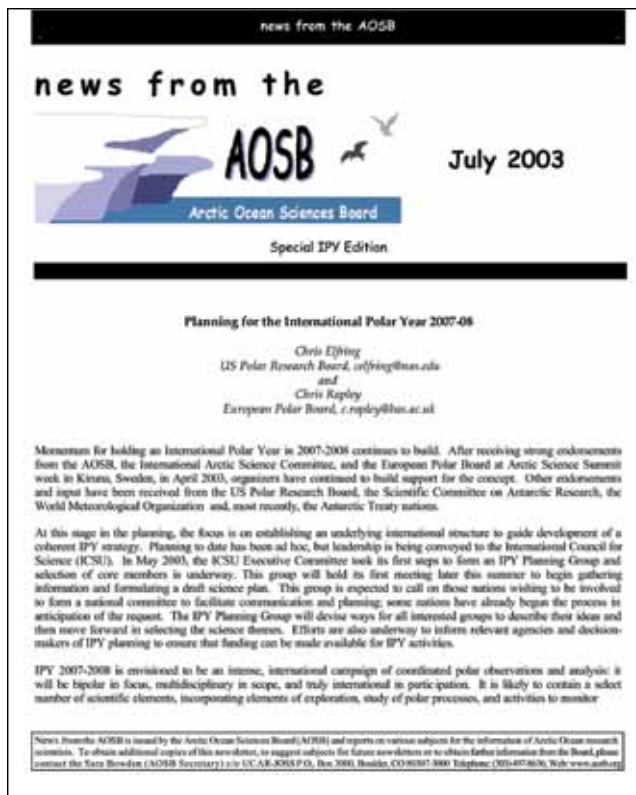 news from the AOSB
news from the
AOSB
July 2003
Arctic Ocean Sciences Board
Special IPY Edition
Planning for the International Polar Year 2007-08
Chris Elfring
US Polar Research Board, celfring@nas.edu
and
Chris Rapley
European Polar Board, c.rapley@bas.ac.uk
Momentum for holding an International Polar Year in 2007-2008 continues to build. After receiving strong endorsements
from the AOSB, the International Arctic Science Committee, and the European Polar Board at Arctic Science Summit
week in Kiruna, Sweden, in April 2003, organizers have continued to build support for the concept. Other endorsements
and input have been received from the US Polar Research Board, the Scientific Committee on Antarctic Research, the
World Meteorological Organization and, most recently, the Antarctic Treaty nations.
At this stage in the planning, the focus is on establishing an underlying international structure to guide development of a
coherent IPY strategy. Planning to date has been ad hoc, but leadership is being conveyed to the International Council for
Science (ICSU). In May 2003, the ICSU Executive Committee took its first steps to form an IPY Planning Group and
selection of core members is underway. This group will hold its first meeting later this summer to begin gathering
information and formulating a draft science plan. This group is expected to call on those nations wishing to be involved
to form a national committee to facilitate communication and planning; some nations have already begun the process in
anticipation of the request. The IPY Planning Group will devise ways for all interested groups to describe their ideas and
then move forward in selecting the science themes. Efforts are also underway to inform relevant agencies and decision-
makers of IPY planning to ensure that funding can be made available for IPY activities.
IPY 2007-2008 is envisioned to be an intense, international campaign of coordinated polar observations and analysis: it
will be bipolar in focus, multidisciplinary in scope, and truly international in participation. It is likely to contain a select
number of scientific elements, incorporating elements of exploration, study of polar processes, and activities to monitor
News from the AOSB is issued by the Arctic Ocean Sciences Board (AOSB) and reports on various subjects for the information of Arctic Ocean research
scientists. To obtain additional copies of this newsletter, to suggest subjects for future newsletters or to obtain further information from the Board, please
contact the Sara Bowden (AOSB Secretary) c/o UCAR-JOSS P.O. Box 3000, Boulder, CO 80307-3000 Telephone: Web: www.aosb.org